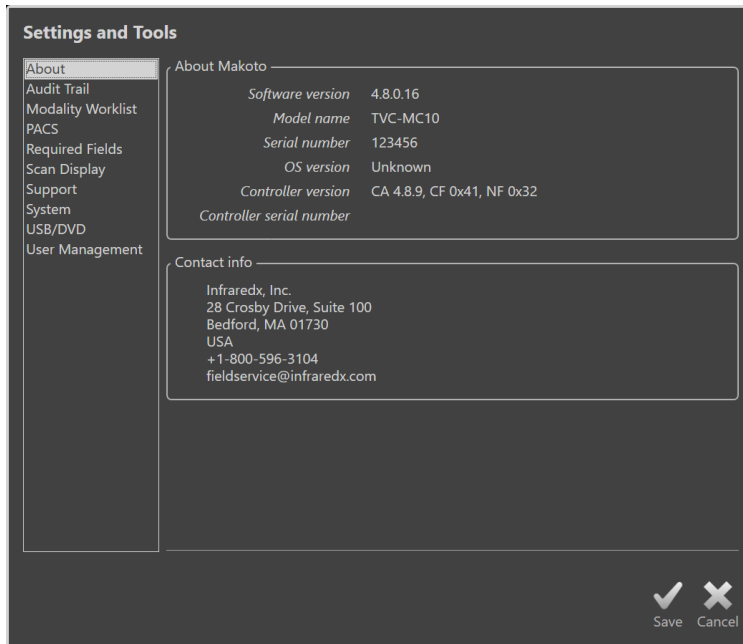 Settings and Tools
About
Audit Trail
Modality Worklist
PACS
Required Fields
Scan Display
Support
System
USB/DVD
User Management
About Makoto
Software version 4.8.0.16
Model name TVC-MC10
Serial number 123456
OS version Unknown
Controller version CA 4.8.9, CF 0x41, NF 0x32
Controller serial number
Contact info
Infraredx, Inc.
28 Crosby Drive, Suite 100
Bedford, MA 01730
USA
+1-800-596-3104
fieldservice@infraredx.com
Save Cancel